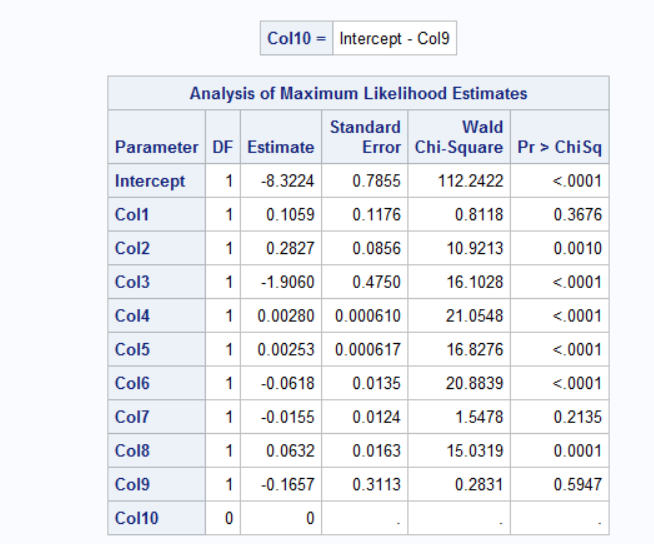 Col10 = Intercept - Col9
Analysis of Maximum Likelihood Estimates
Parameter DF Estimate Standard Error Wald Chi-Square Pr > ChiSq
Intercept 1 -8.3224 0.7855 112.2422 <.0001
Col1 1 0.1059 0.1176 0.8118 0.3676
Col2 1 0.2827 0.0856 10.9213 0.0010
Col3 1 -1.9060 0.4750 16.1028 <.0001
Col4 1 0.00280 0.000610 21.0548 <.0001
Col5 1 0.00253 0.000617 16.8276 <.0001
Col6 1 -0.0618 0.0135 20.8839 <.0001
Col7 1 -0.0155 0.0124 1.5478 0.2135
Col8 1 0.0632 0.0163 15.0319 0.0001
Col9 1 -0.1657 0.3113 0.2831 0.5947
Col10 0 0 . . .